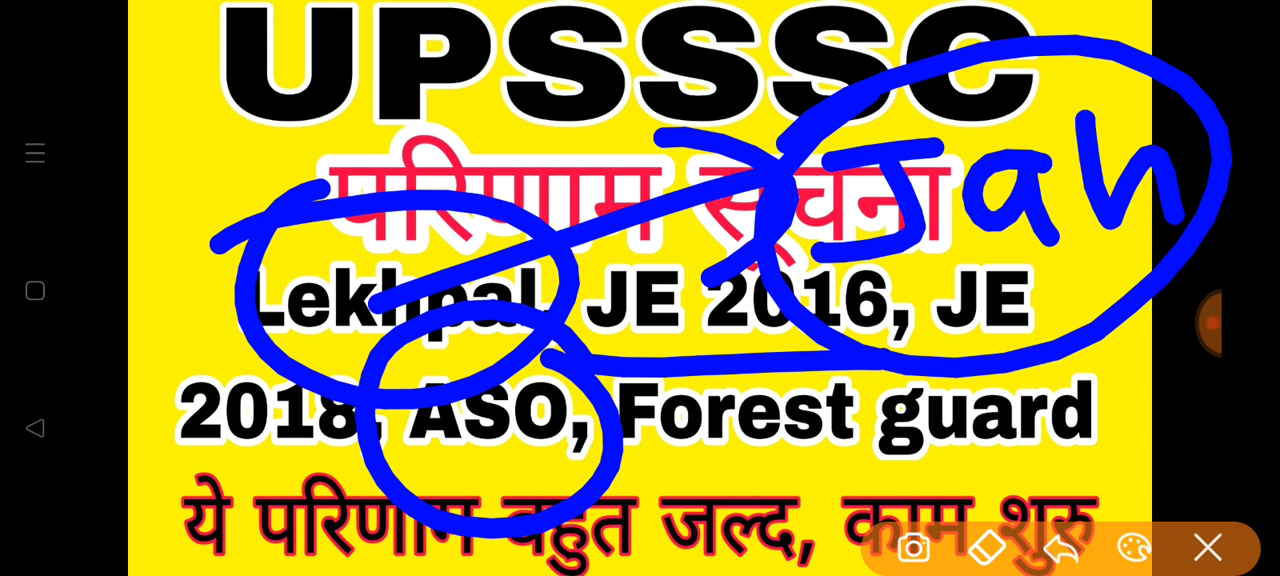 UPSSSC
परिणाम सूचना
Jan
Lekhpal, JE 2016, JE
2018, ASO, Forest guard
ये परिणाम बहुत जल्द, काम शुरु